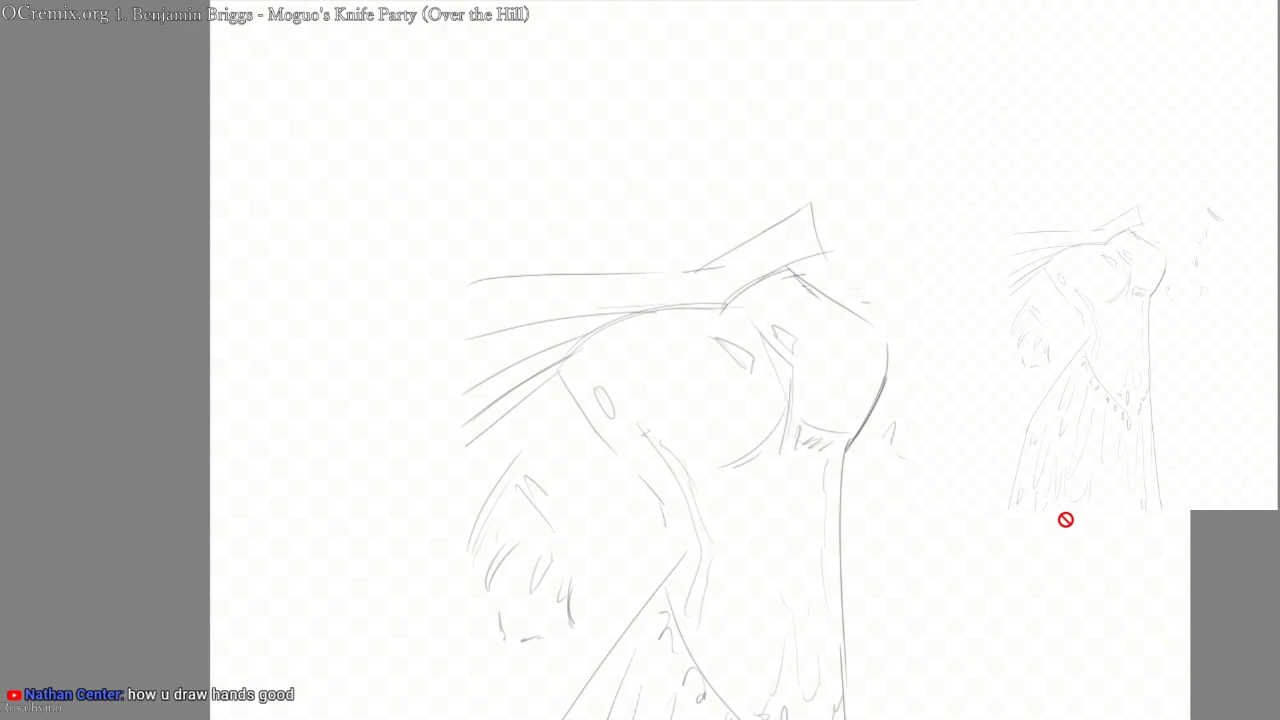 OCremix.org 1. Benjamin Briggs - Moguo's Knife Party (Over the Hill)
Nathan Center: how u draw hands good